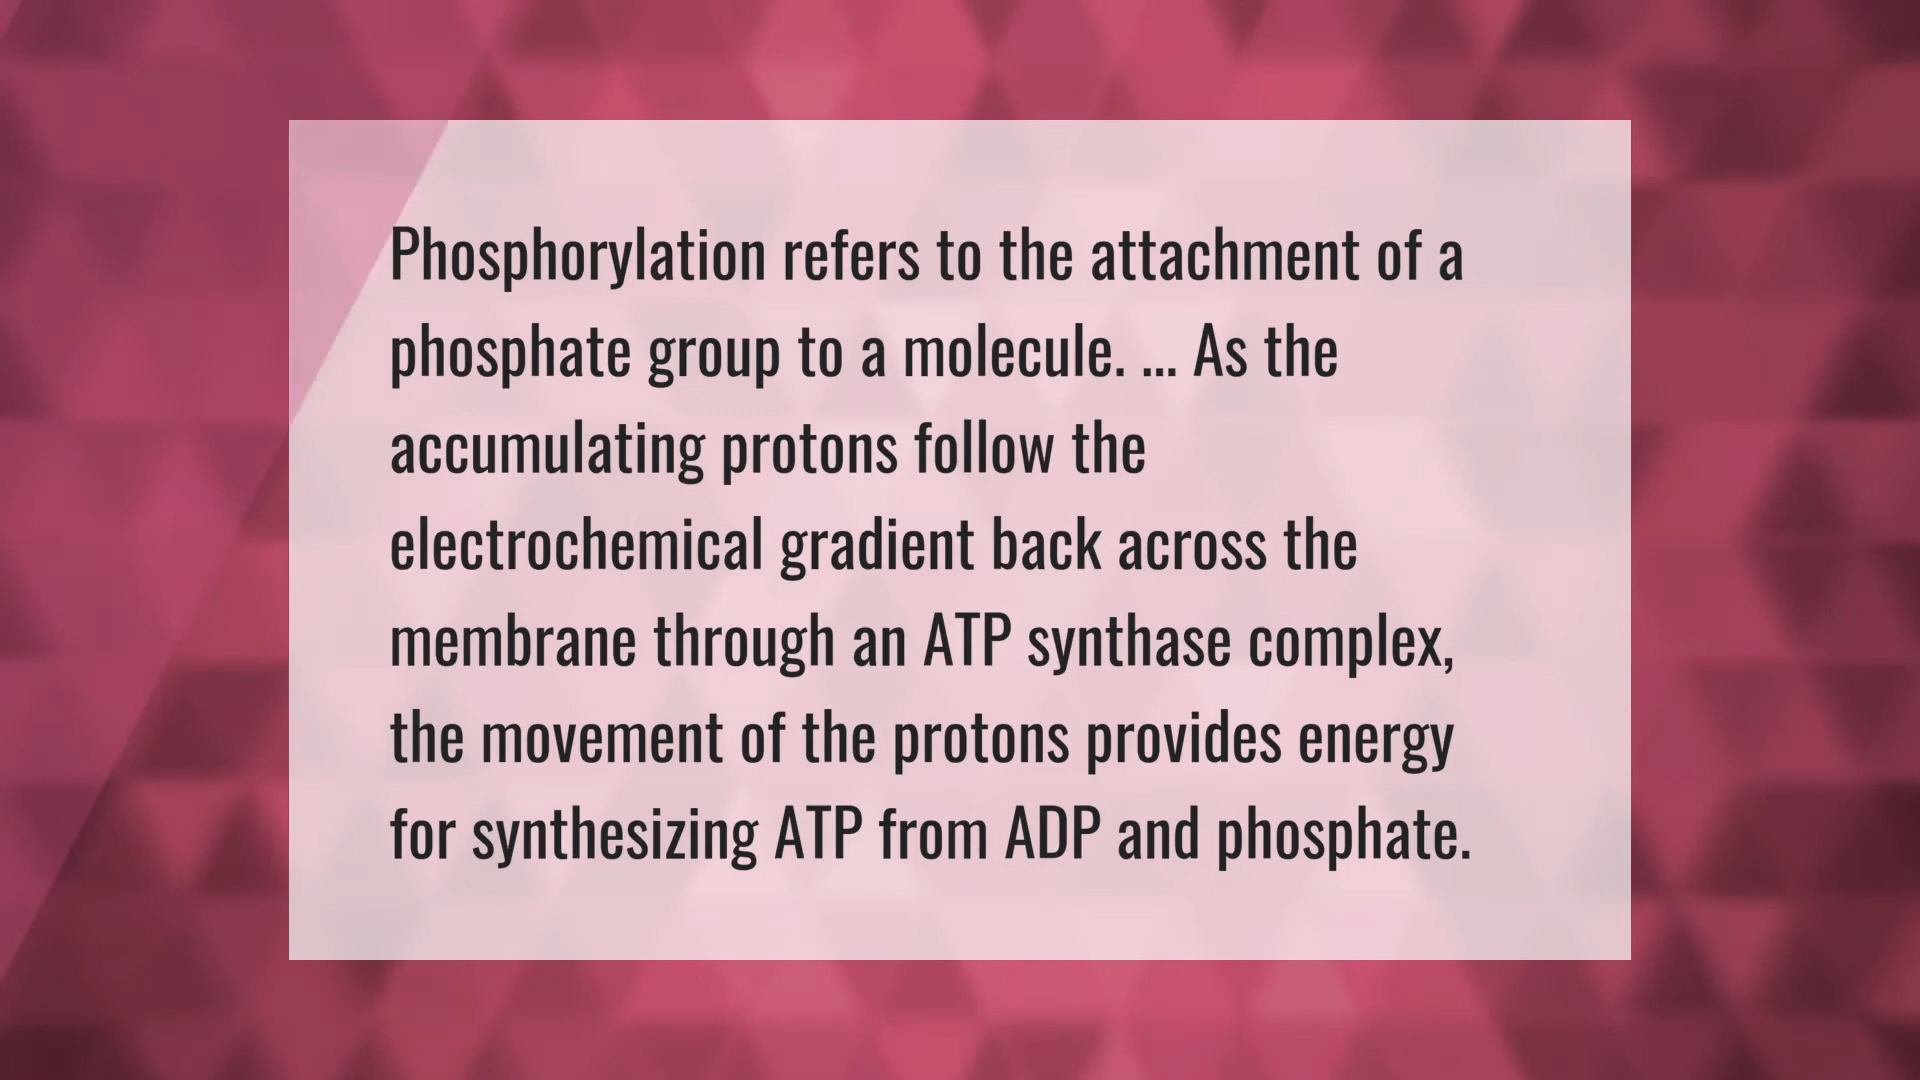 Phosphorylation refers to the attachment of a
phosphate group to a molecule. ... As the
accumulating protons follow the
electrochemical gradient back across the
membrane through an ATP synthase complex,
the movement of the protons provides energy
for synthesizing ATP from ADP and phosphate.